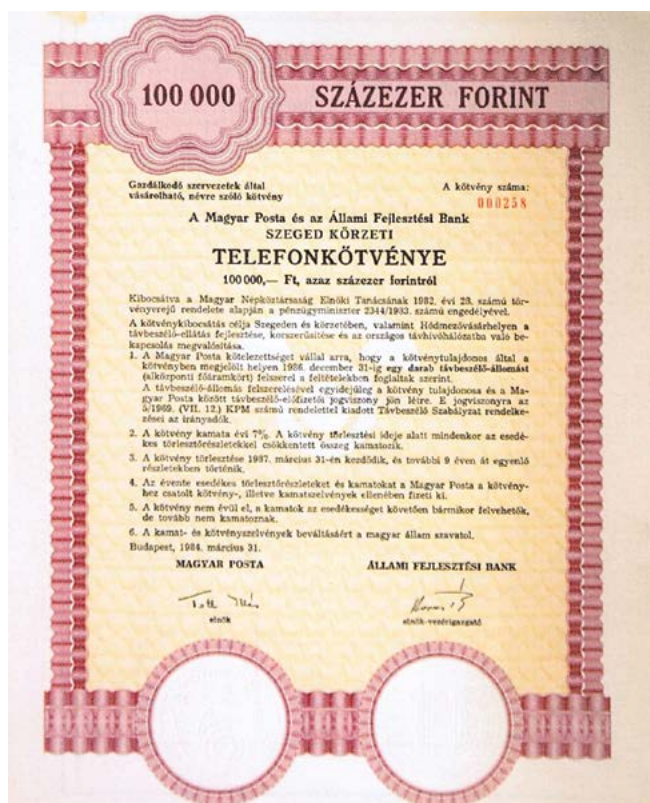 100 000
SZÁZEZER FORINT
Gazdálkodó szervezetek által
vásárolható, névre szóló kötvény
A kötvény száma:
000258
A Magyar Posta és az Állami Fejlesztési Bank
SZEGED KÖRZETI
TELEFONKÖTVÉNYE
100 000,— Ft, azaz százezer forintról
Kibocsátva a Magyar Népköztársaság Elnöki Tanácsának 1982. évi 28. számú tör-
vényerejű rendelete alapján a pénzügyminiszter 2344/1983. számú engedélyével.
A kötvénykibocsátás célja Szegeden és körzetében, valamint Hódmezővásárhelyen a
távbeszélő-ellátás fejlesztése, korszerűsítése és az országos távhívóhálózatba való be-
kapcsolás megvalósítása.
1. A Magyar Posta kötelezettséget vállal arra, hogy a kötvénytulajdonos által a
kötvényben megjelölt helyen 1986. december 31-ig egy darab távbeszélő-állomást
(alközponti főáramkört) felszerel a feltételekben foglaltak szerint.
A távbeszélő-állomás felszerelésével egyidejűleg a kötvény tulajdonosa és a Ma-
gyar Posta között távbeszélő-előfizetői jogviszony jön létre. E jogviszonyra az
5/1969. (VII. 12.) KPM számú rendelettel kiadott Távbeszélő Szabályzat rendelke-
zései az irányadók.
2. A kötvény kamata évi 7%. A kötvény törlesztési ideje alatt mindenkor az esedé-
kes törlesztőrészletekkel csökkentett összeg kamatozik.
3. A kötvény törlesztése 1987. március 31-én kezdődik, és további 9 éven át egyenlő
részletekben történik.
4. Az évente esedékes törlesztőrészleteket és kamatokat a Magyar Posta a kötvény-
hez csatolt kötvény-, illetve kamatszelvények ellenében fizeti ki.
5. A kötvény nem évül el, a kamatok az esedékességet követően bármikor felvehetők,
de tovább nem kamatoznak.
6. A kamat- és kötvényszelvények beváltásáért a magyar állam szavatol.
Budapest, 1984. március 31.
MAGYAR POSTA
ÁLLAMI FEJLESZTÉSI BANK
elnök
elnök-vezérigazgató